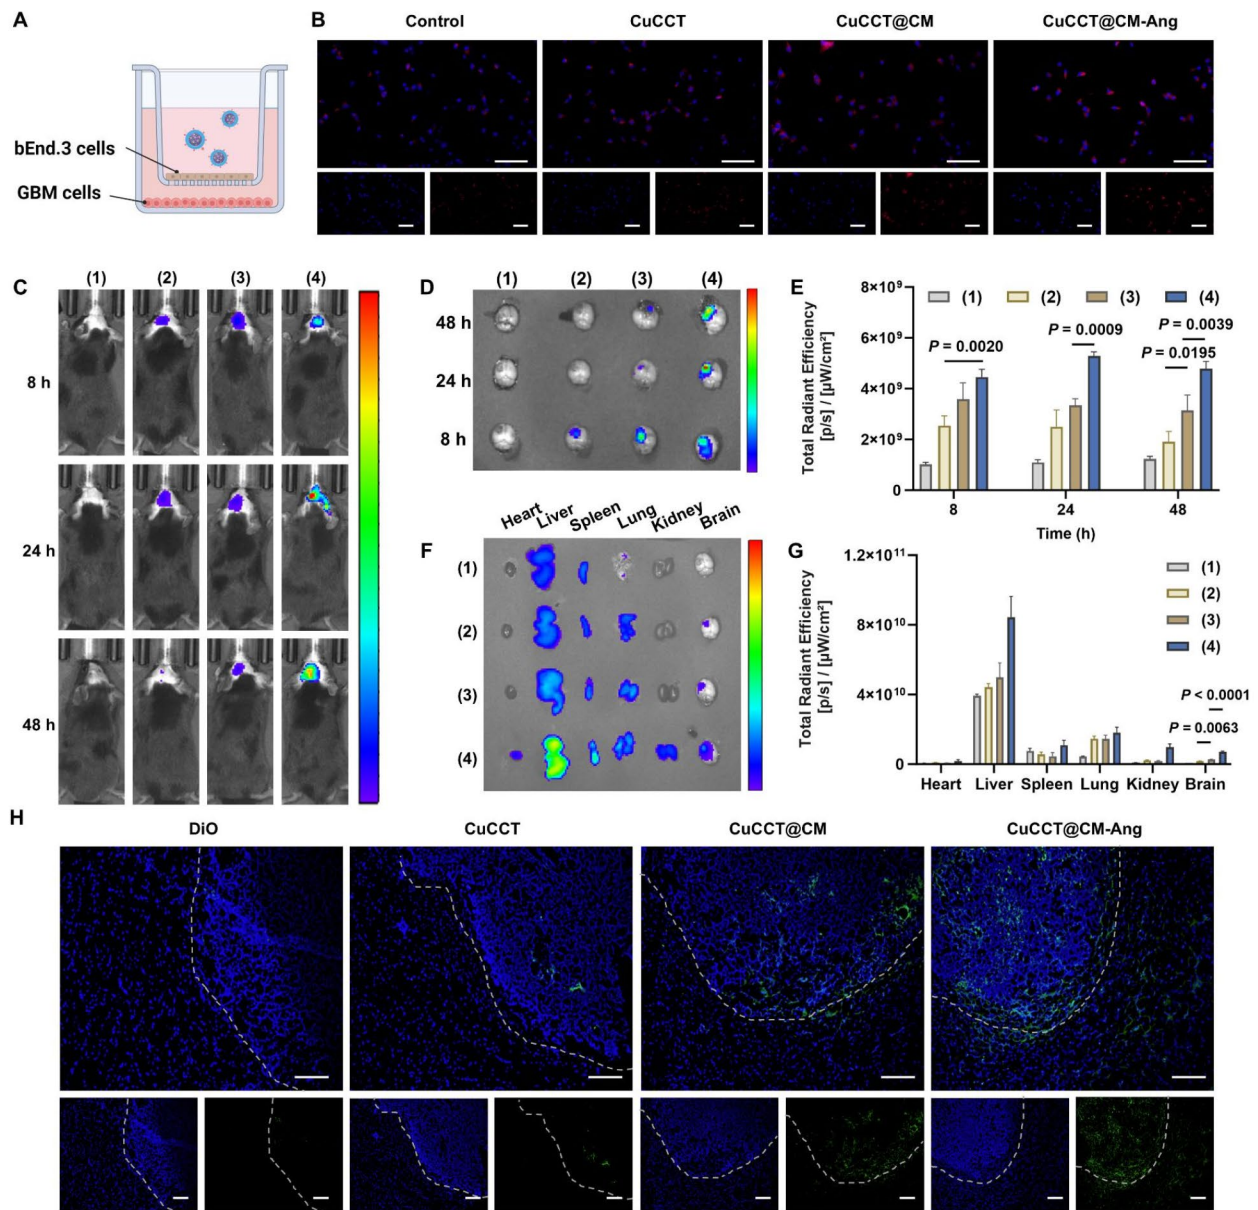 A
bEnd.3 cells
GBM cells
B
Control
CuCCT
CuCCT@CM
CuCCT@CM-Ang
C
(1)
(2)
(3)
(4)
8 h
24 h
48 h
D
(1)
(2)
(3)
(4)
48 h
24 h
8 h
E
(1)
(2)
(3)
(4)
Total Radiant Efficiency
[p/s] / [µW/cm²]
8×10⁹
6×10⁹
4×10⁹
2×10⁹
0
P = 0.0020
P = 0.0009
P = 0.0039
P = 0.0195
8
24
48
Time (h)
F
Heart
Liver
Spleen
Lung
Kidney
Brain
(1)
(2)
(3)
(4)
G
Total Radiant Efficiency
[p/s] / [µW/cm²]
1.2×10¹¹
8×10¹⁰
4×10¹⁰
0
(1)
(2)
(3)
(4)
P < 0.0001
P = 0.0063
Heart
Liver
Spleen
Lung
Kidney
Brain
H
DiO
CuCCT
CuCCT@CM
CuCCT@CM-Ang